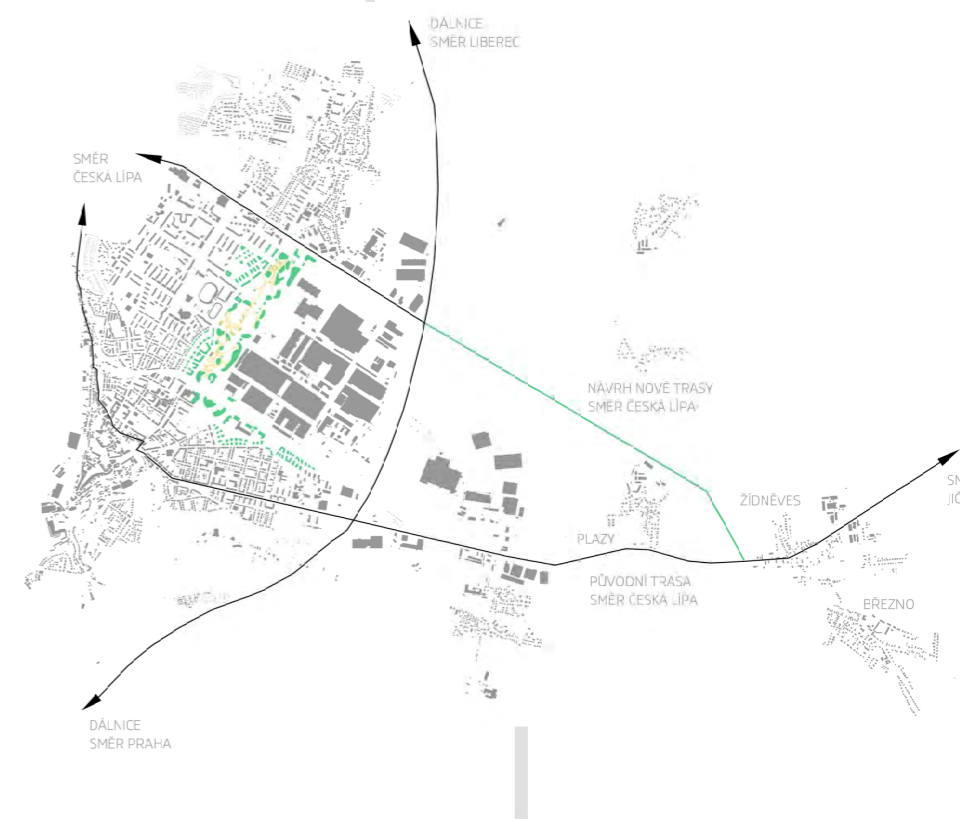 DÁLNICE
SMĚR LIBEREC
SMĚR
ČESKÁ LÍPA
NÁVRH NOVÉ TRASY
SMĚR ČESKÁ LÍPA
ŽÍDNĚVES
PLAZY
PŮVODNÍ TRASA
SMĚR ČESKÁ LÍPA
BŘEZNO
DÁLNICE
SMĚR PRAHA